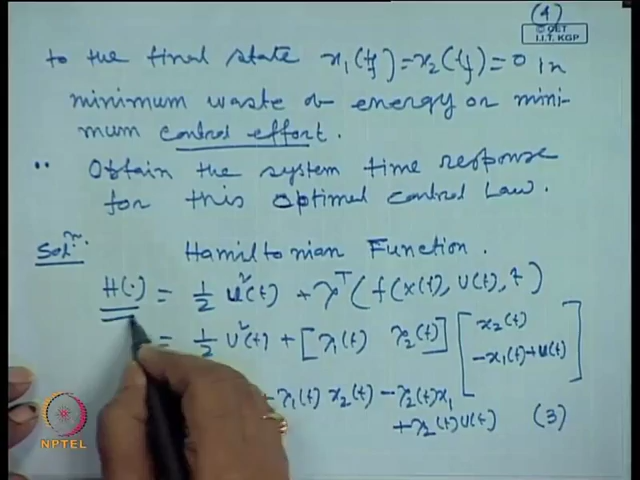 (4)
©CET
I.I.T. KGP
to the final state x₁(t_f) = x₂(t_f) = 0 in
minimum waste of energy or mini-
mum control effort.
Obtain the system time response
for this optimal control Law.
Solⁿ. Hamiltonian Function.
H(·) = 1/2 u²(t) + λᵀ(f(x(t), u(t), t)
= 1/2 u²(t) + [λ₁(t) λ₂(t)] [x₂(t)
-x₁(t)+u(t)]
λ₁(t) x₂(t) - λ₂(t)x₁
+ λ₂(t)u(t) (3)
NPTEL